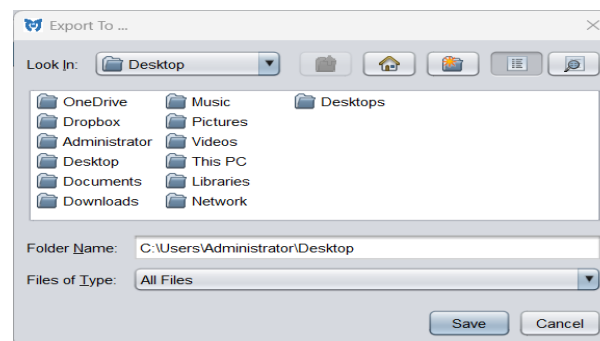 Export To ...
Look In: Desktop
OneDrive Music Desktops
Dropbox Pictures
Administrator Videos
Desktop This PC
Documents Libraries
Downloads Network
Folder Name: C:\Users\Administrator\Desktop
Files of Type: All Files
Save Cancel